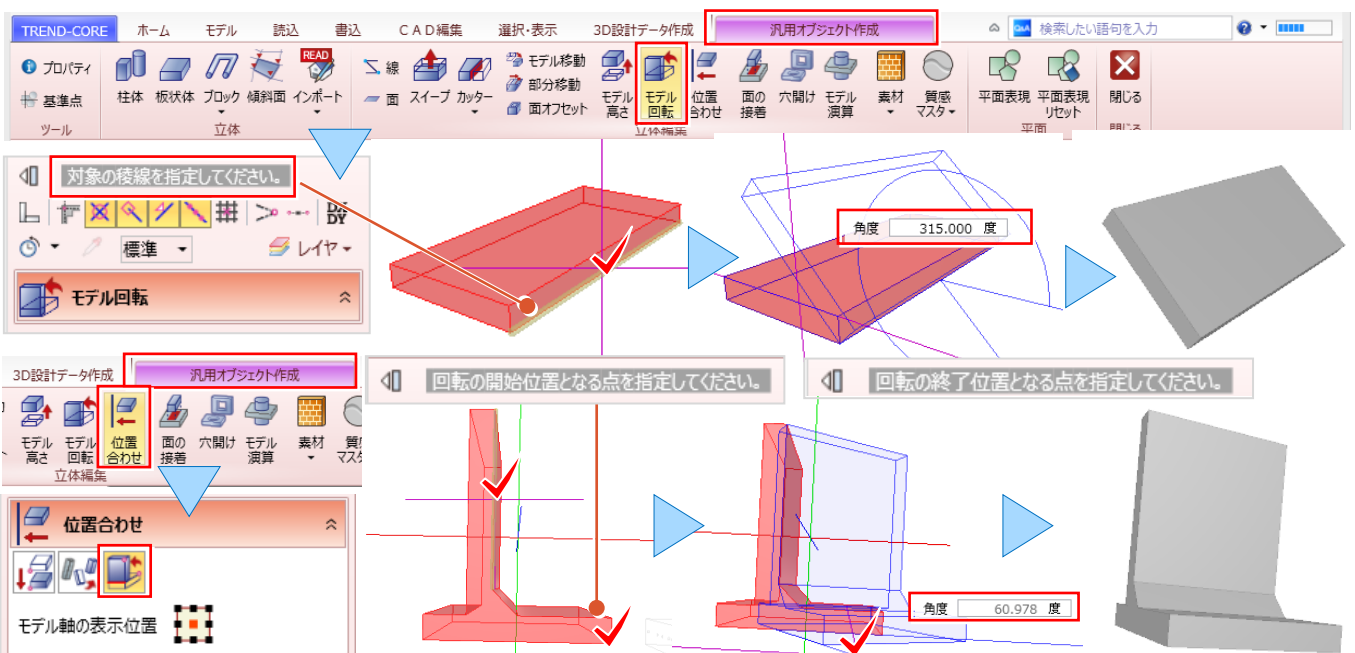 TREND-CORE ホーム モデル 読込 書込 CAD編集 選択・表示 3D設計データ作成 汎用オブジェクト作成 Q&A 検索したい語句を入力
プロパティ
基準点
ツール
柱体 板状体 ブロック 傾斜面 READ インポート
立体
線
面
スイープ カッター
モデル移動
部分移動
面オフセット
モデル
高さ
モデル
回転
位置
合わせ
面の
接着
穴開け
モデル
演算
素材
質感
マスタ
立体編集
平面表現
平面表現
リセット
平面
閉じる
閉じる
対象の稜線を指定してください。
DX
DY
標準 レイヤ
モデル回転
角度 315.000 度
3D設計データ作成 汎用オブジェクト作成
モデル
高さ
モデル
回転
位置
合わせ
面の
接着
穴開け
モデル
演算
素材
質感
マスタ
立体編集
位置合わせ
モデル軸の表示位置
回転の開始位置となる点を指定してください。
回転の終了位置となる点を指定してください。
角度 60.978 度